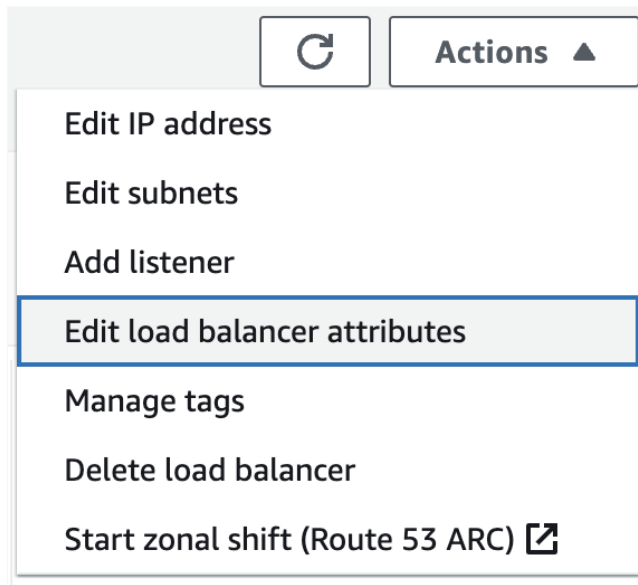 Actions
Edit IP address
Edit subnets
Add listener
Edit load balancer attributes
Manage tags
Delete load balancer
Start zonal shift (Route 53 ARC)